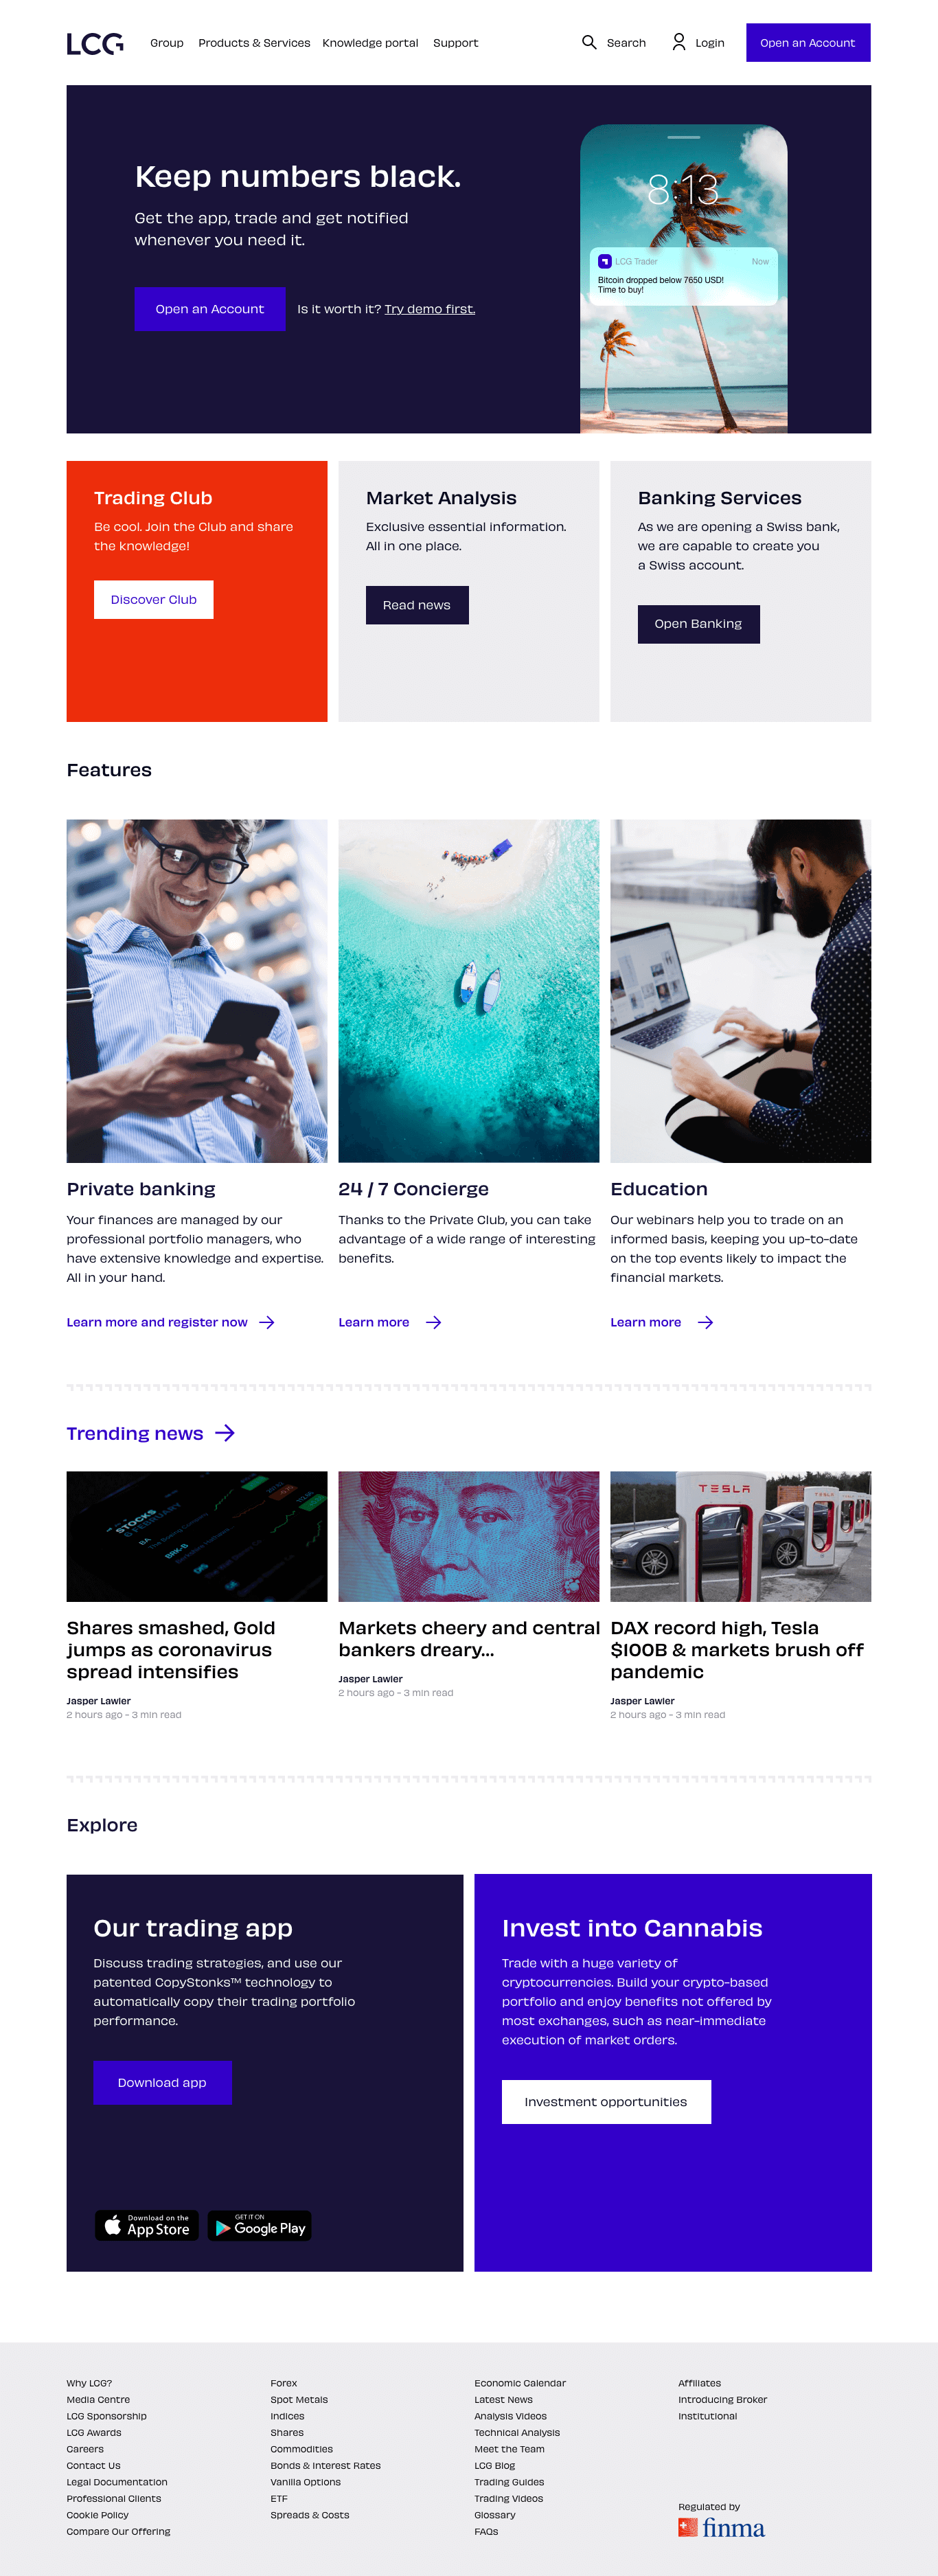 LCG
Group
Products & Services
Knowledge portal
Support
Search
Login
Open an Account
Keep numbers black.
Get the app, trade and get notified
whenever you need it.
Open an Account
Is it worth it? Try demo first.
8:13
LCG Trader
Now
Bitcoin dropped below 7650 USD!
Time to buy!
Trading Club
Be cool. Join the Club and share
the knowledge!
Discover Club
Market Analysis
Exclusive essential information.
All in one place.
Read news
Banking Services
As we are opening a Swiss bank,
we are capable to create you
a Swiss account.
Open Banking
Features
Private banking
Your finances are managed by our
professional portfolio managers, who
have extensive knowledge and expertise.
All in your hand.
Learn more and register now
24 / 7 Concierge
Thanks to the Private Club, you can take
advantage of a wide range of interesting
benefits.
Learn more
Education
Our webinars help you to trade on an
informed basis, keeping you up-to-date
on the top events likely to impact the
financial markets.
Learn more
Trending news
STOCKS
6 FEBRUARY
BA
BRK-B
TESLA
TESLA
Shares smashed, Gold
jumps as coronavirus
spread intensifies
Jasper Lawler
2 hours ago - 3 min read
Markets cheery and central
bankers dreary...
Jasper Lawler
2 hours ago - 3 min read
DAX record high, Tesla
$100B & markets brush off
pandemic
Jasper Lawler
2 hours ago - 3 min read
Explore
Our trading app
Discuss trading strategies, and use our
patented CopyStonks™ technology to
automatically copy their trading portfolio
performance.
Download app
Download on the
App Store
GET IT ON
Google Play
Invest into Cannabis
Trade with a huge variety of
cryptocurrencies. Build your crypto-based
portfolio and enjoy benefits not offered by
most exchanges, such as near-immediate
execution of market orders.
Investment opportunities
Why LCG?
Media Centre
LCG Sponsorship
LCG Awards
Careers
Contact Us
Legal Documentation
Professional Clients
Cookie Policy
Compare Our Offering
Forex
Spot Metals
Indices
Shares
Commodities
Bonds & Interest Rates
Vanilla Options
ETF
Spreads & Costs
Economic Calendar
Latest News
Analysis Videos
Technical Analysis
Meet the Team
LCG Blog
Trading Guides
Trading Videos
Glossary
FAQs
Affiliates
Introducing Broker
Institutional
Regulated by
finma